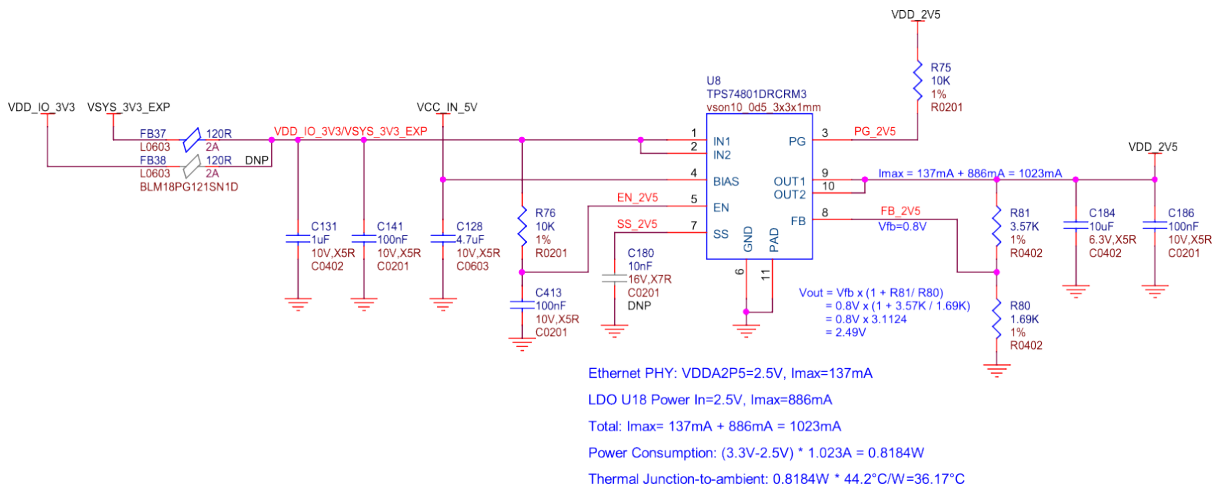 VDD_2V5
R75
10K
1%
R0201
U8
TPS74801DRCRM3
vson10_0d5_3x3x1mm
VDD_IO_3V3
VSYS_3V3_EXP
VCC_IN_5V
FB37
120R
L0603
2A
FB38
120R
DNP
L0603
2A
BLM18PG121SN1D
VDD_IO_3V3/VSYS_3V3_EXP
1
IN1
2
IN2
PG
3
PG_2V5
VDD_2V5
4
BIAS
OUT1
9
Imax = 137mA + 886mA = 1023mA
OUT2
10
EN_2V5
5
EN
FB
8
FB_2V5
Vfb=0.8V
SS_2V5
7
SS
GND
PAD
6
11
C131
1uF
10V,X5R
C0402
C141
100nF
10V,X5R
C0201
C128
4.7uF
10V,X5R
C0603
R76
10K
1%
R0201
C413
100nF
10V,X5R
C0201
C180
10nF
16V,X7R
C0201
DNP
R81
3.57K
1%
R0402
C184
10uF
6.3V,X5R
C0402
C186
100nF
10V,X5R
C0201
R80
1.69K
1%
R0402
Vout = Vfb x (1 + R81/ R80)
= 0.8V x (1 + 3.57K / 1.69K)
= 0.8V x 3.1124
= 2.49V
Ethernet PHY: VDDA2P5=2.5V, Imax=137mA
LDO U18 Power In=2.5V, Imax=886mA
Total: Imax= 137mA + 886mA = 1023mA
Power Consumption: (3.3V-2.5V) * 1.023A = 0.8184W
Thermal Junction-to-ambient: 0.8184W * 44.2°C/W=36.17°C